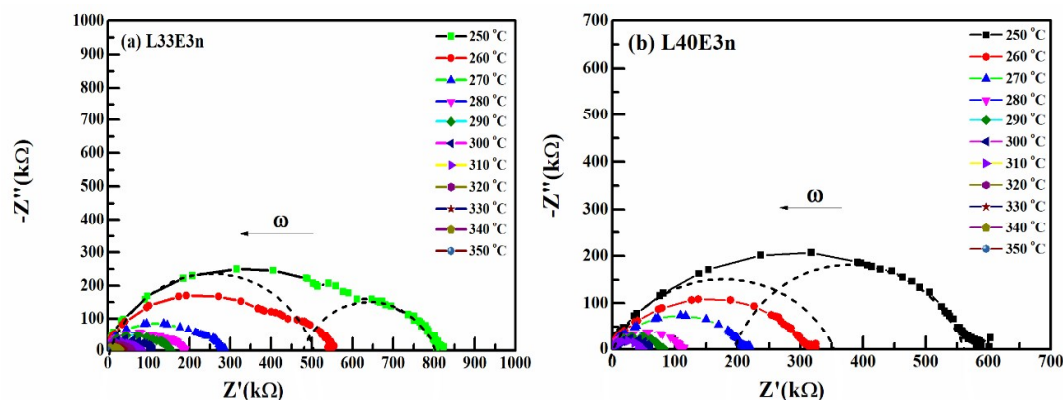 (a) L33E3n
1000
900
800
700
600
500
400
300
200
100
0
-Z''(kΩ)
ω
250 °C
260 °C
270 °C
280 °C
290 °C
300 °C
310 °C
320 °C
330 °C
340 °C
350 °C
0 100 200 300 400 500 600 700 800 900 1000
Z'(kΩ)
(b) L40E3n
700
600
500
400
300
200
100
0
-Z''(kΩ)
ω
250 °C
260 °C
270 °C
280 °C
290 °C
300 °C
310 °C
320 °C
330 °C
340 °C
350 °C
0 100 200 300 400 500 600 700
Z'(kΩ)